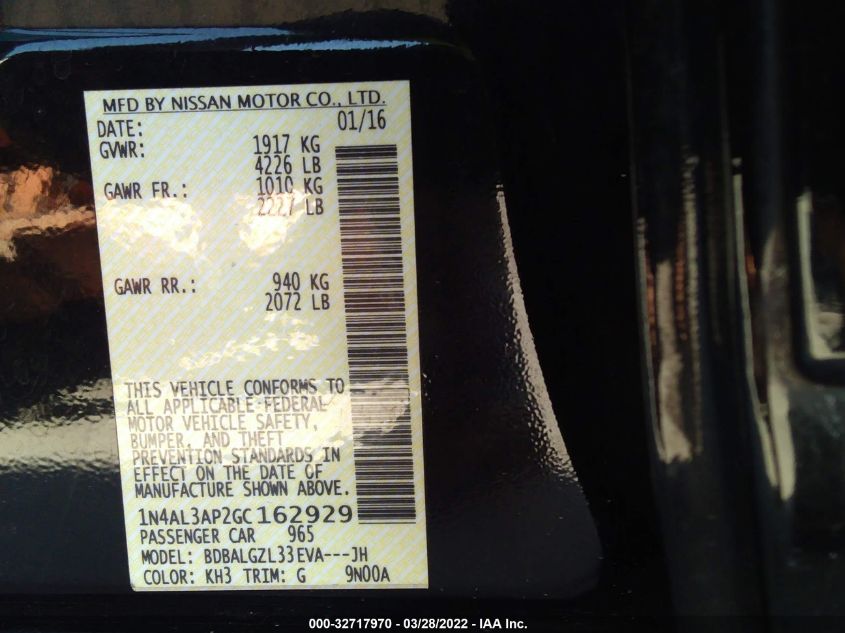 MFD BY NISSAN MOTOR CO., LTD.
DATE: 01/16
GVWR: 1917 KG
4226 LB
GAWR FR.: 1010 KG
2227 LB
GAWR RR.: 940 KG
2072 LB
THIS VEHICLE CONFORMS TO
ALL APPLICABLE FEDERAL
MOTOR VEHICLE SAFETY,
BUMPER, AND THEFT
PREVENTION STANDARDS IN
EFFECT ON THE DATE OF
MANUFACTURE SHOWN ABOVE.
1N4AL3AP2GC162929
PASSENGER CAR 965
MODEL: BDBALGZL33EVA---JH
COLOR: KH3 TRIM: G 9N00A
000-32717970 - 03/28/2022 - IAA Inc.